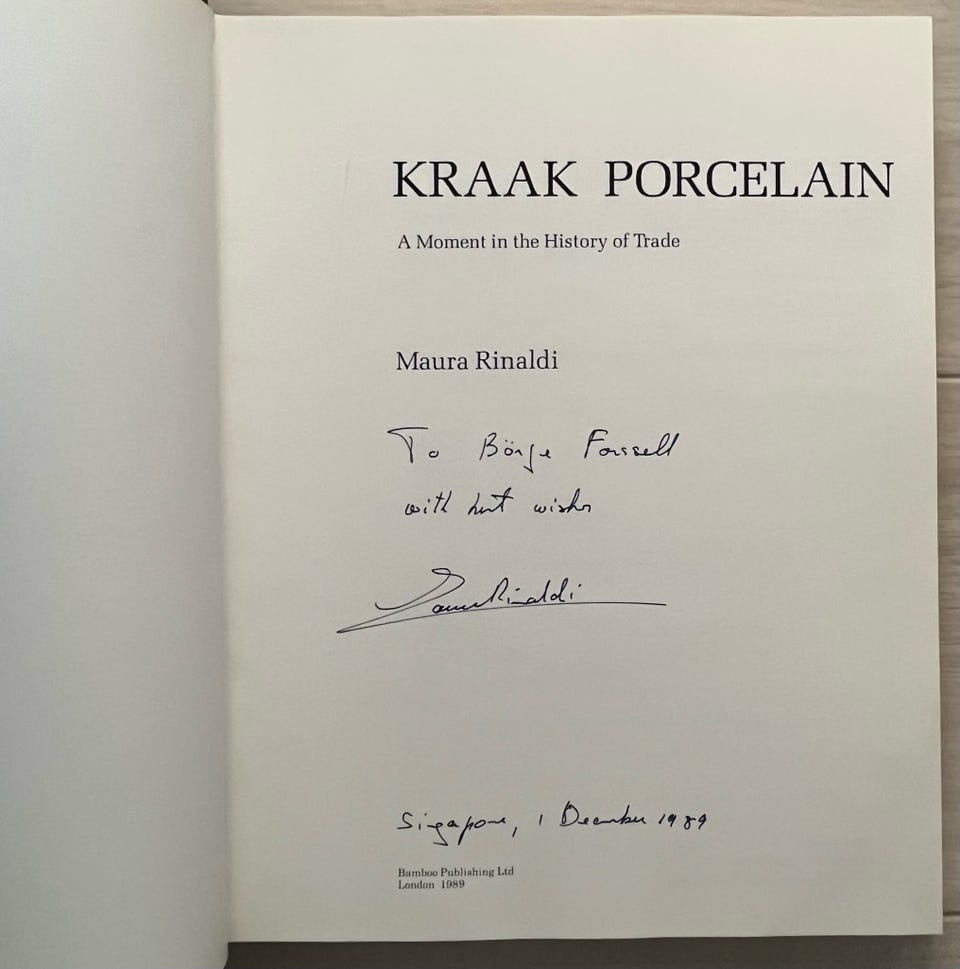 KRAAK PORCELAIN
A Moment in the History of Trade
Maura Rinaldi
To Börje Forssell
with best wishes
Maura Rinaldi
Singapore, 1 December 1989
Bamboo Publishing Ltd
London 1989